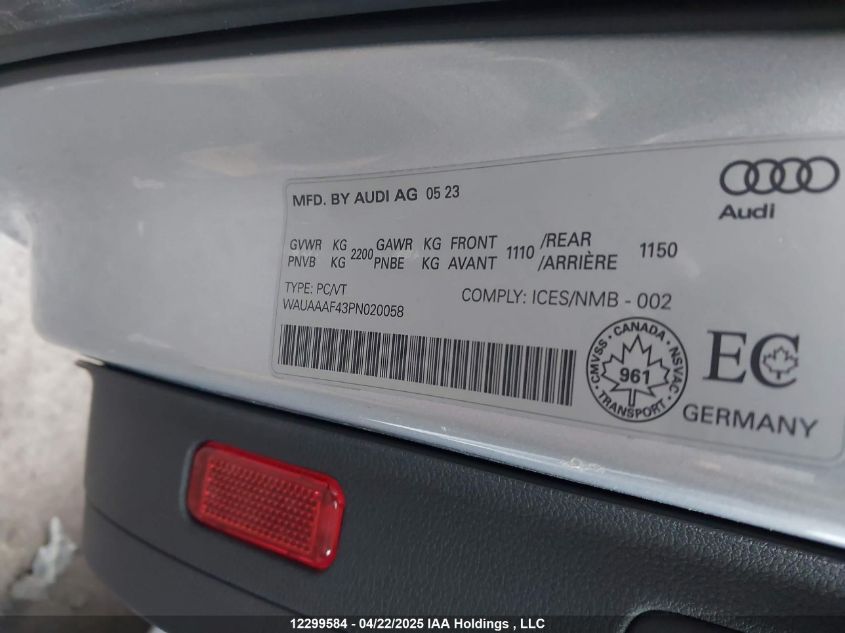 MFD. BY AUDI AG 05 23
Audi
GVWR KG 2200 GAWR KG FRONT 1110 /REAR 1150
PNVB KG PNBE KG AVANT /ARRIÈRE
TYPE: PC/VT
WAUAAAF43PN020058
COMPLY: ICES/NMB - 002
CMVSS CANADA NSVAC
961
TRANSPORT
EC
GERMANY
12299584 - 04/22/2025 IAA Holdings , LLC